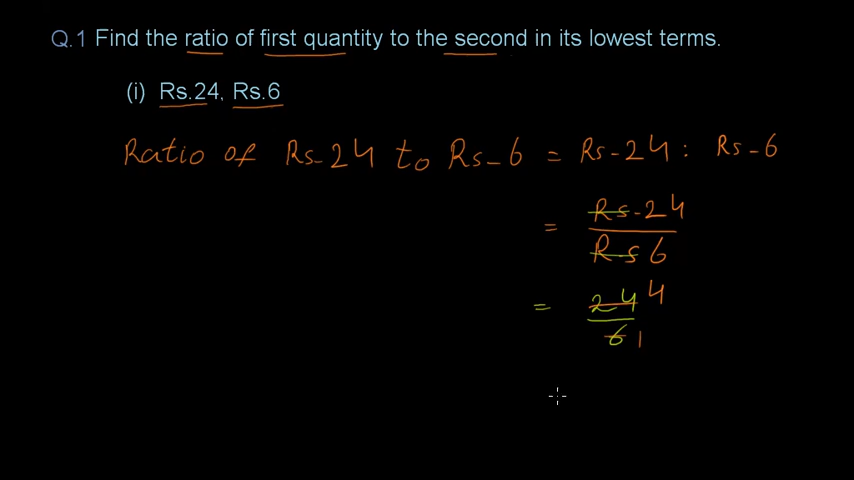 Q.1 Find the ratio of first quantity to the second in its lowest terms.
(i) Rs.24, Rs.6
Ratio of Rs-24 to Rs-6 = Rs-24 : Rs-6
= Rs-24
Rs 6
= 24 4
6 1